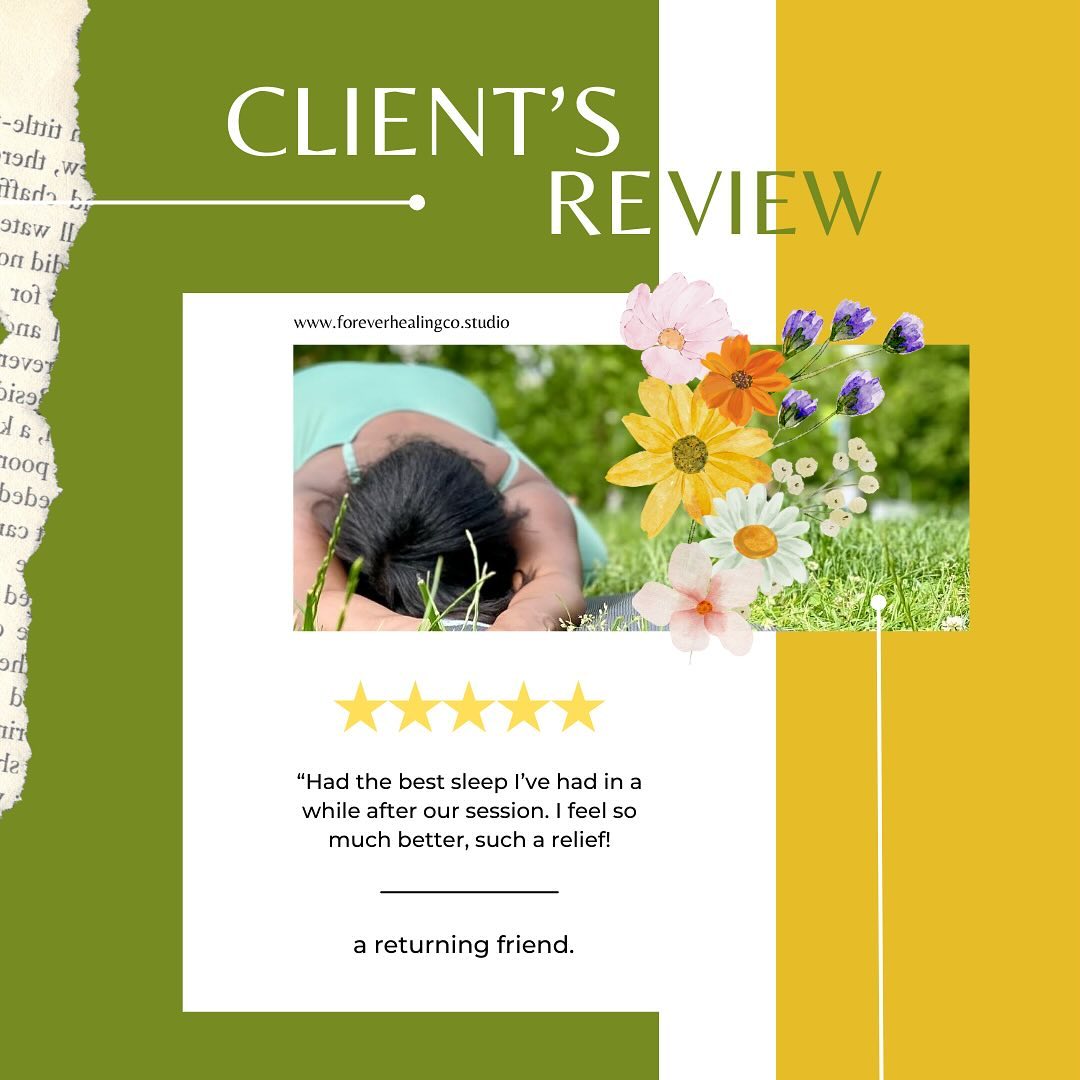 CLIENT'S
REVIEW
www.foreverhealingco.studio
“Had the best sleep I’ve had in a
while after our session. I feel so
much better, such a relief!
a returning friend.